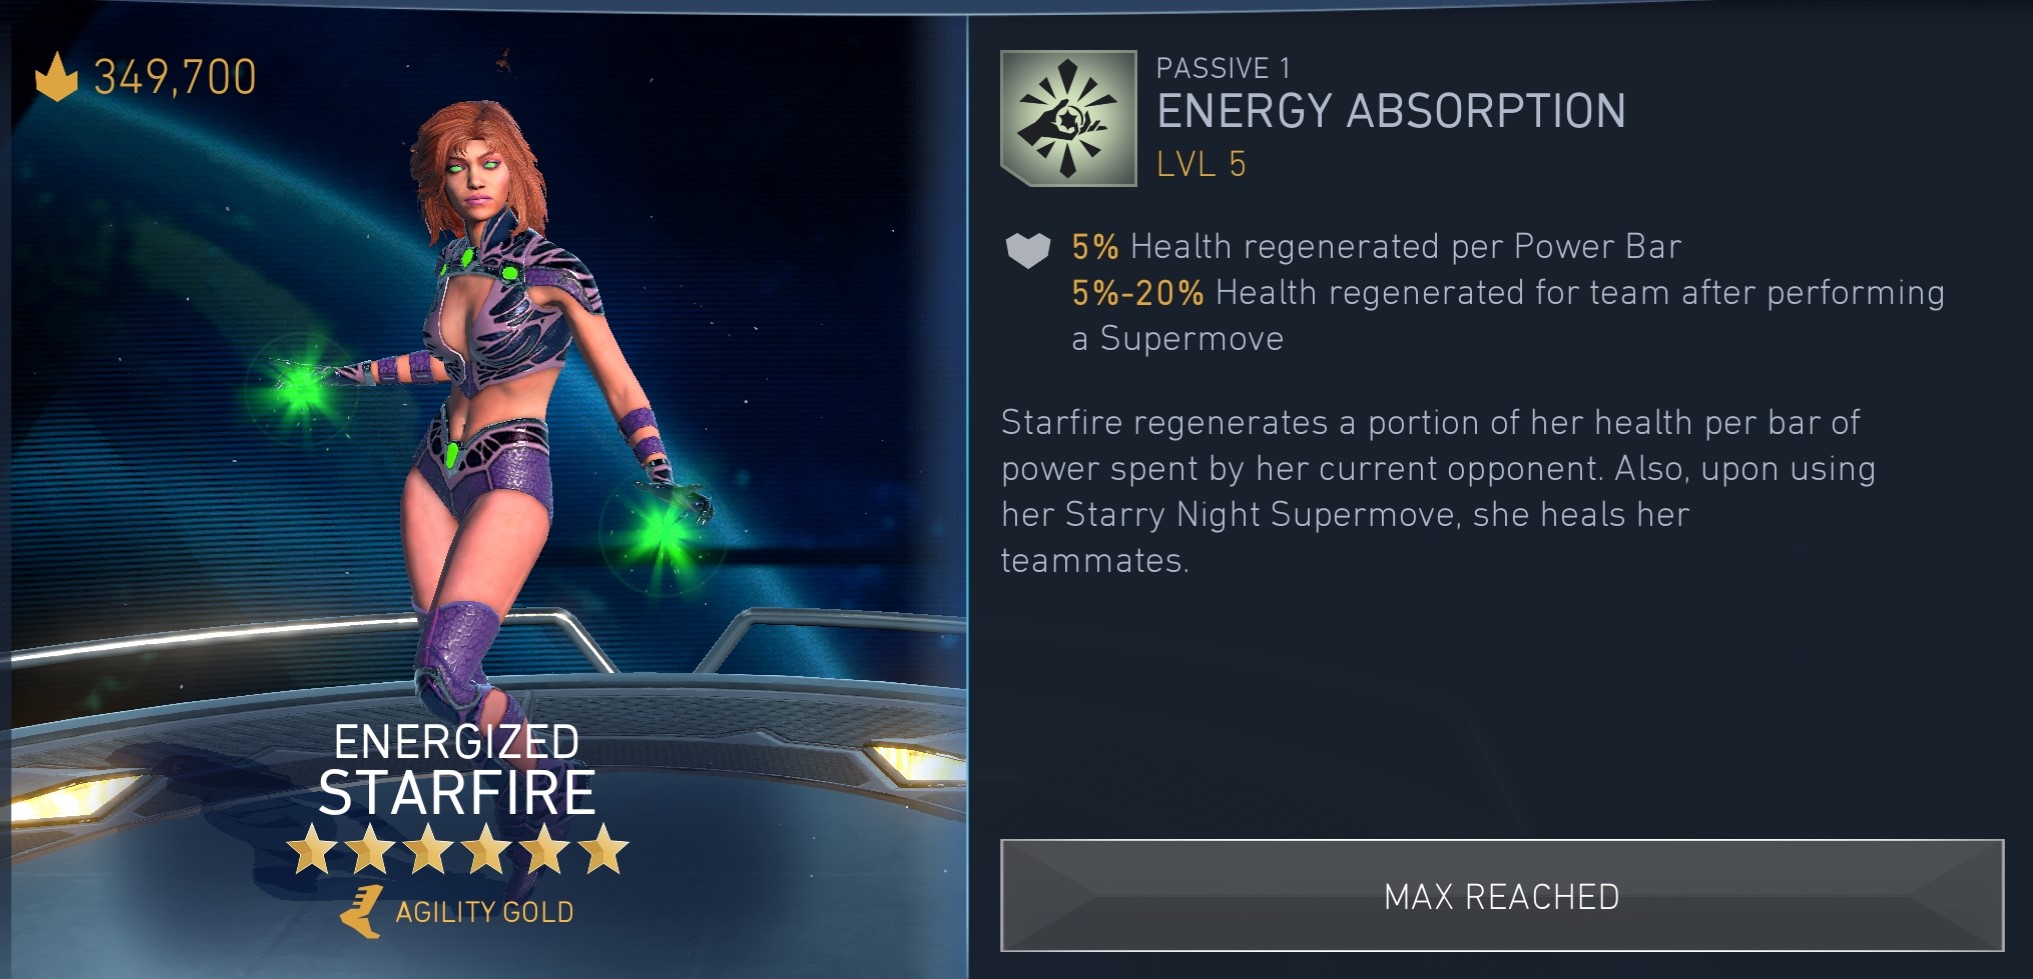 349,700
ENERGIZED
STARFIRE
AGILITY GOLD
PASSIVE 1
ENERGY ABSORPTION
LVL 5
5% Health regenerated per Power Bar
5%-20% Health regenerated for team after performing
a Supermove
Starfire regenerates a portion of her health per bar of
power spent by her current opponent. Also, upon using
her Starry Night Supermove, she heals her
teammates.
MAX REACHED